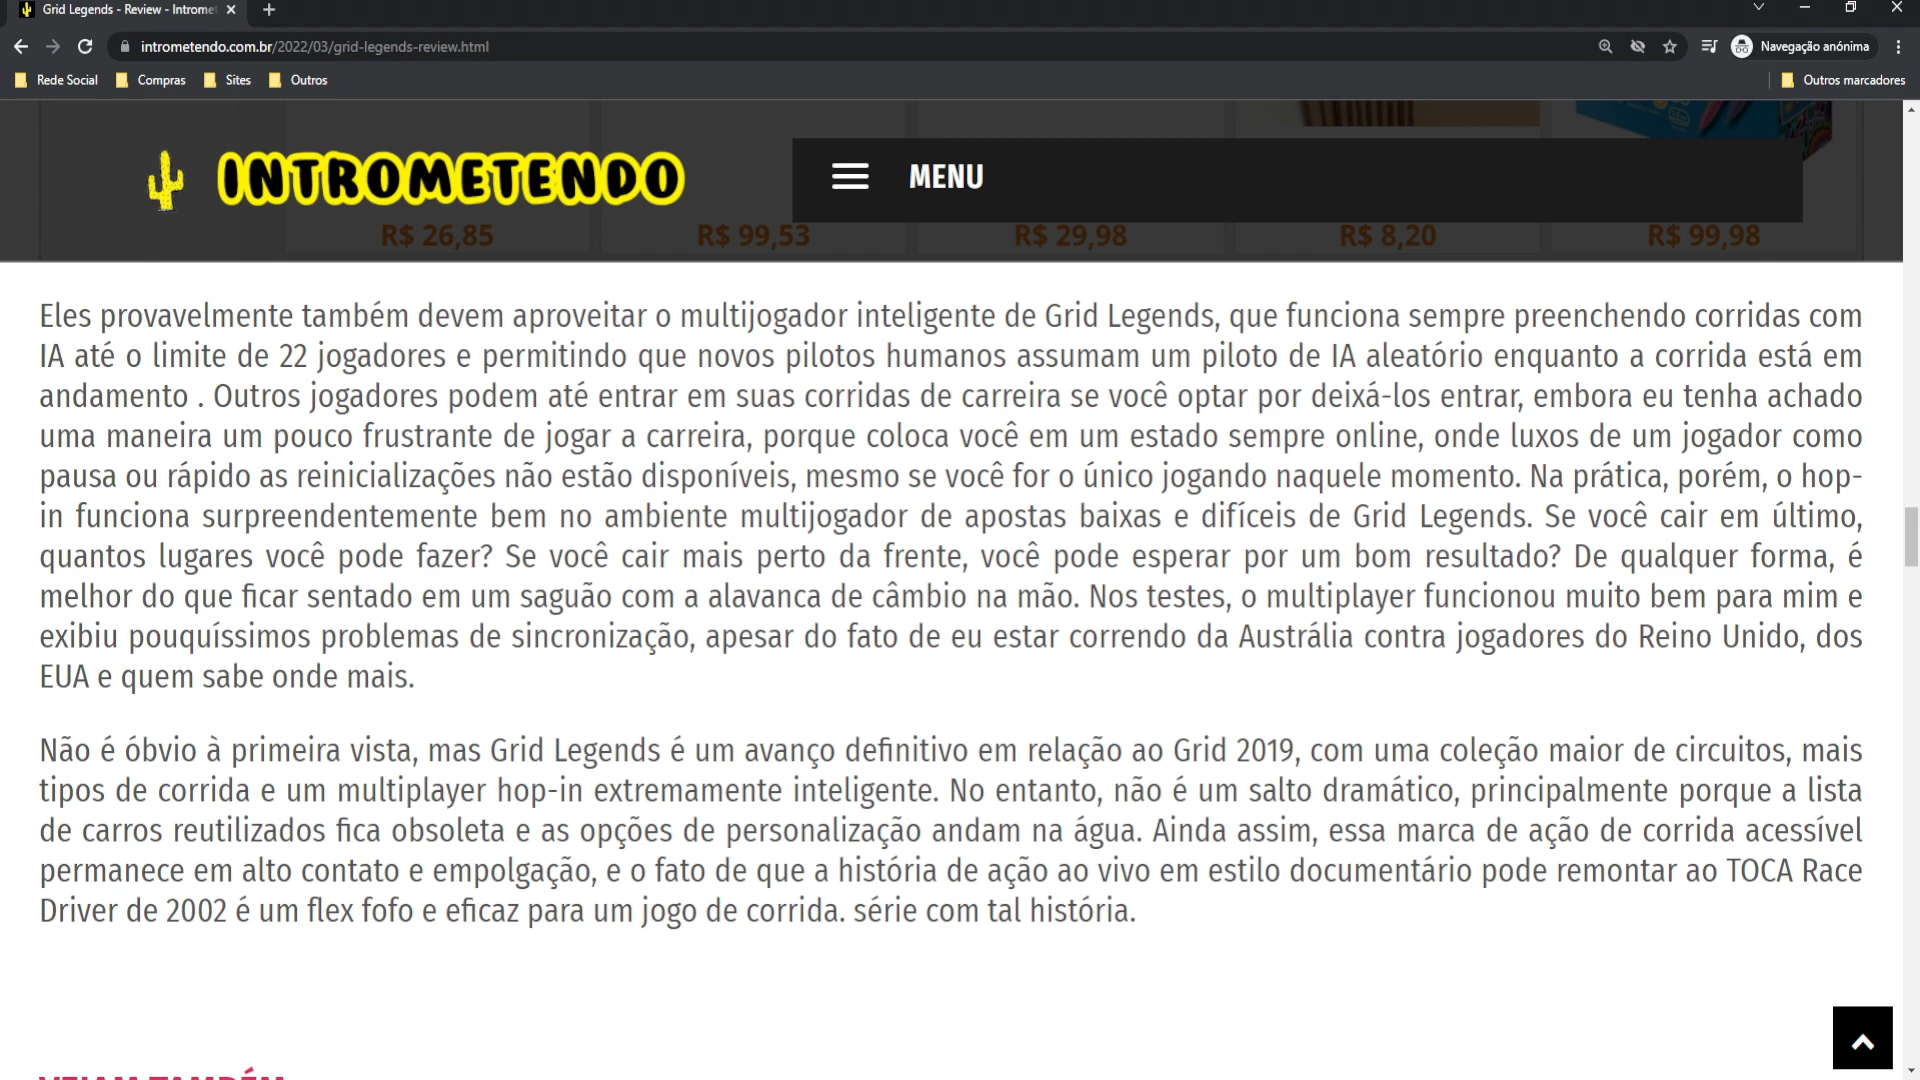 Grid Legends - Review - Intromet
intrometendo.com.br/2022/03/grid-legends-review.html
Navegação anónima
Rede Social
Compras
Sites
Outros
Outros marcadores
INTROMETENDO
MENU
R$ 26,85
R$ 99,53
R$ 29,98
R$ 8,20
R$ 99,98
Eles provavelmente também devem aproveitar o multijogador inteligente de Grid Legends, que funciona sempre preenchendo corridas com
IA até o limite de 22 jogadores e permitindo que novos pilotos humanos assumam um piloto de IA aleatório enquanto a corrida está em
andamento . Outros jogadores podem até entrar em suas corridas de carreira se você optar por deixá-los entrar, embora eu tenha achado
uma maneira um pouco frustrante de jogar a carreira, porque coloca você em um estado sempre online, onde luxos de um jogador como
pausa ou rápido as reinicializações não estão disponíveis, mesmo se você for o único jogando naquele momento. Na prática, porém, o hop-
in funciona surpreendentemente bem no ambiente multijogador de apostas baixas e difíceis de Grid Legends. Se você cair em último,
quantos lugares você pode fazer? Se você cair mais perto da frente, você pode esperar por um bom resultado? De qualquer forma, é
melhor do que ficar sentado em um saguão com a alavanca de câmbio na mão. Nos testes, o multiplayer funcionou muito bem para mim e
exibiu pouquíssimos problemas de sincronização, apesar do fato de eu estar correndo da Austrália contra jogadores do Reino Unido, dos
EUA e quem sabe onde mais.
Não é óbvio à primeira vista, mas Grid Legends é um avanço definitivo em relação ao Grid 2019, com uma coleção maior de circuitos, mais
tipos de corrida e um multiplayer hop-in extremamente inteligente. No entanto, não é um salto dramático, principalmente porque a lista
de carros reutilizados fica obsoleta e as opções de personalização andam na água. Ainda assim, essa marca de ação de corrida acessível
permanece em alto contato e empolgação, e o fato de que a história de ação ao vivo em estilo documentário pode remontar ao TOCA Race
Driver de 2002 é um flex fofo e eficaz para um jogo de corrida. série com tal história.
VEJAM TAMBÉM